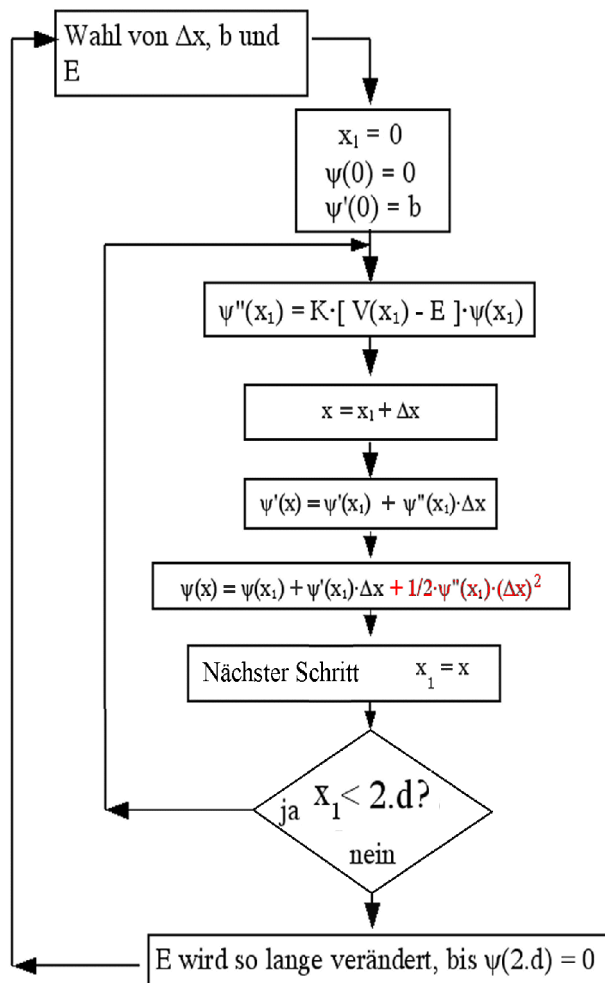 Wahl von Δx, b und
E
x₁ = 0
ψ(0) = 0
ψ'(0) = b
ψ''(x₁) = K·[ V(x₁) - E ]·ψ(x₁)
x = x₁ + Δx
ψ'(x) = ψ'(x₁) + ψ''(x₁)·Δx
ψ(x) = ψ(x₁) + ψ'(x₁)·Δx + 1/2·ψ''(x₁)·(Δx)²
Nächster Schritt x₁ = x
ja x₁< 2.d?
nein
E wird so lange verändert, bis ψ(2.d) = 0